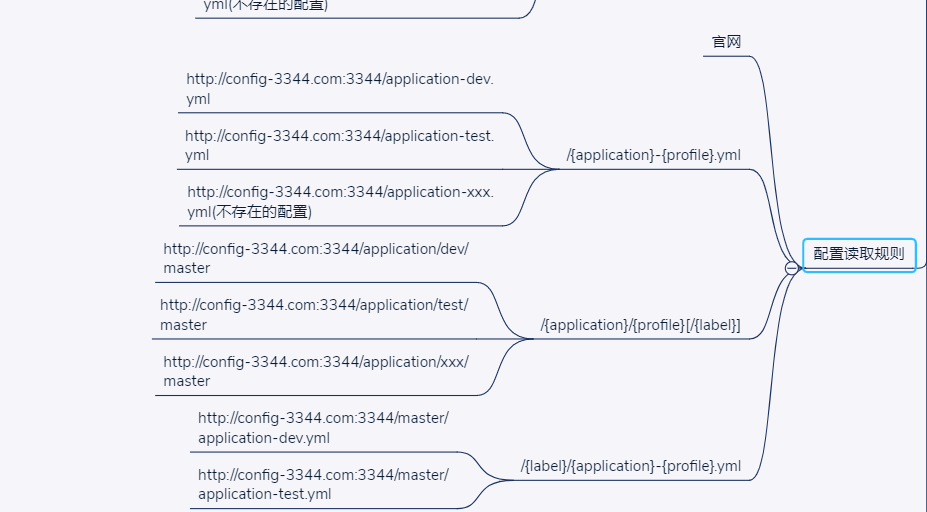 yml(不存在的配置)
官网
http://config-3344.com:3344/application-dev.
yml
http://config-3344.com:3344/application-test.
yml
/{application}-{profile}.yml
http://config-3344.com:3344/application-xxx.
yml(不存在的配置)
配置读取规则
http://config-3344.com:3344/application/dev/
master
http://config-3344.com:3344/application/test/
master
/{application}/{profile}[/{label}]
http://config-3344.com:3344/application/xxx/
master
http://config-3344.com:3344/master/
application-dev.yml
/{label}/{application}-{profile}.yml
http://config-3344.com:3344/master/
application-test.yml